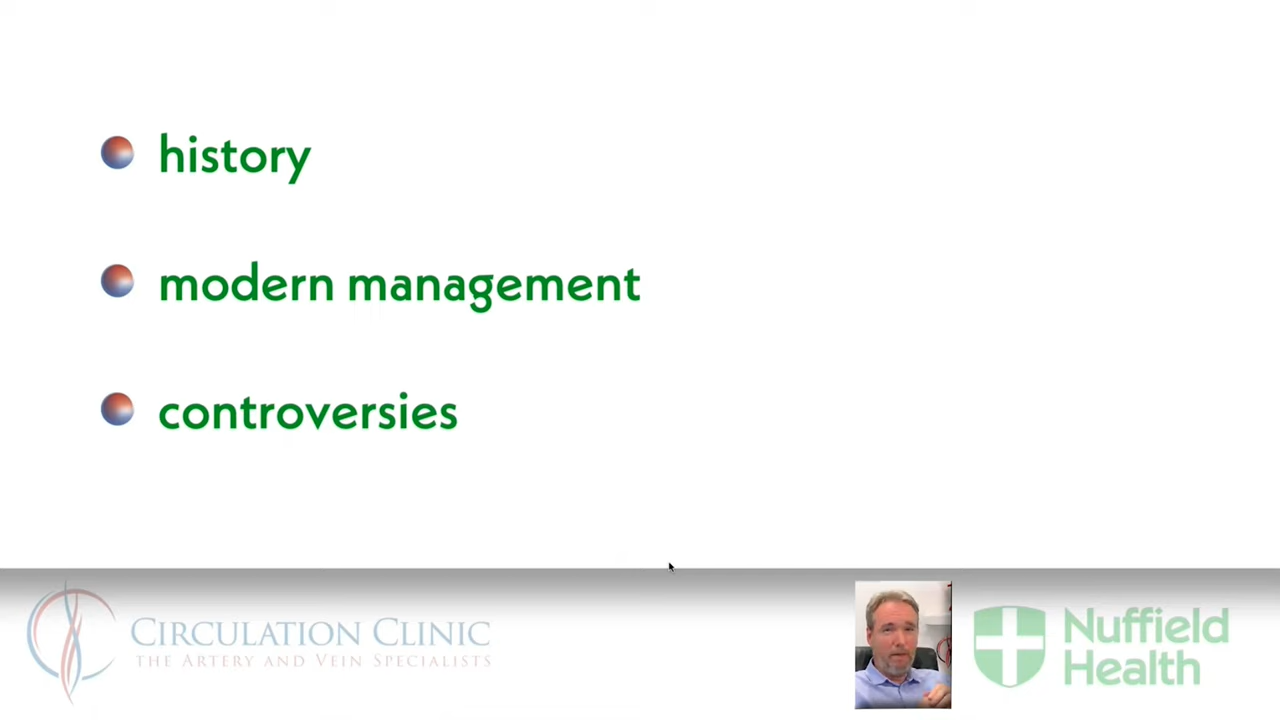 history
modern management
controversies
CIRCULATION CLINIC
THE ARTERY AND VEIN SPECIALISTS
Nuffield
Health